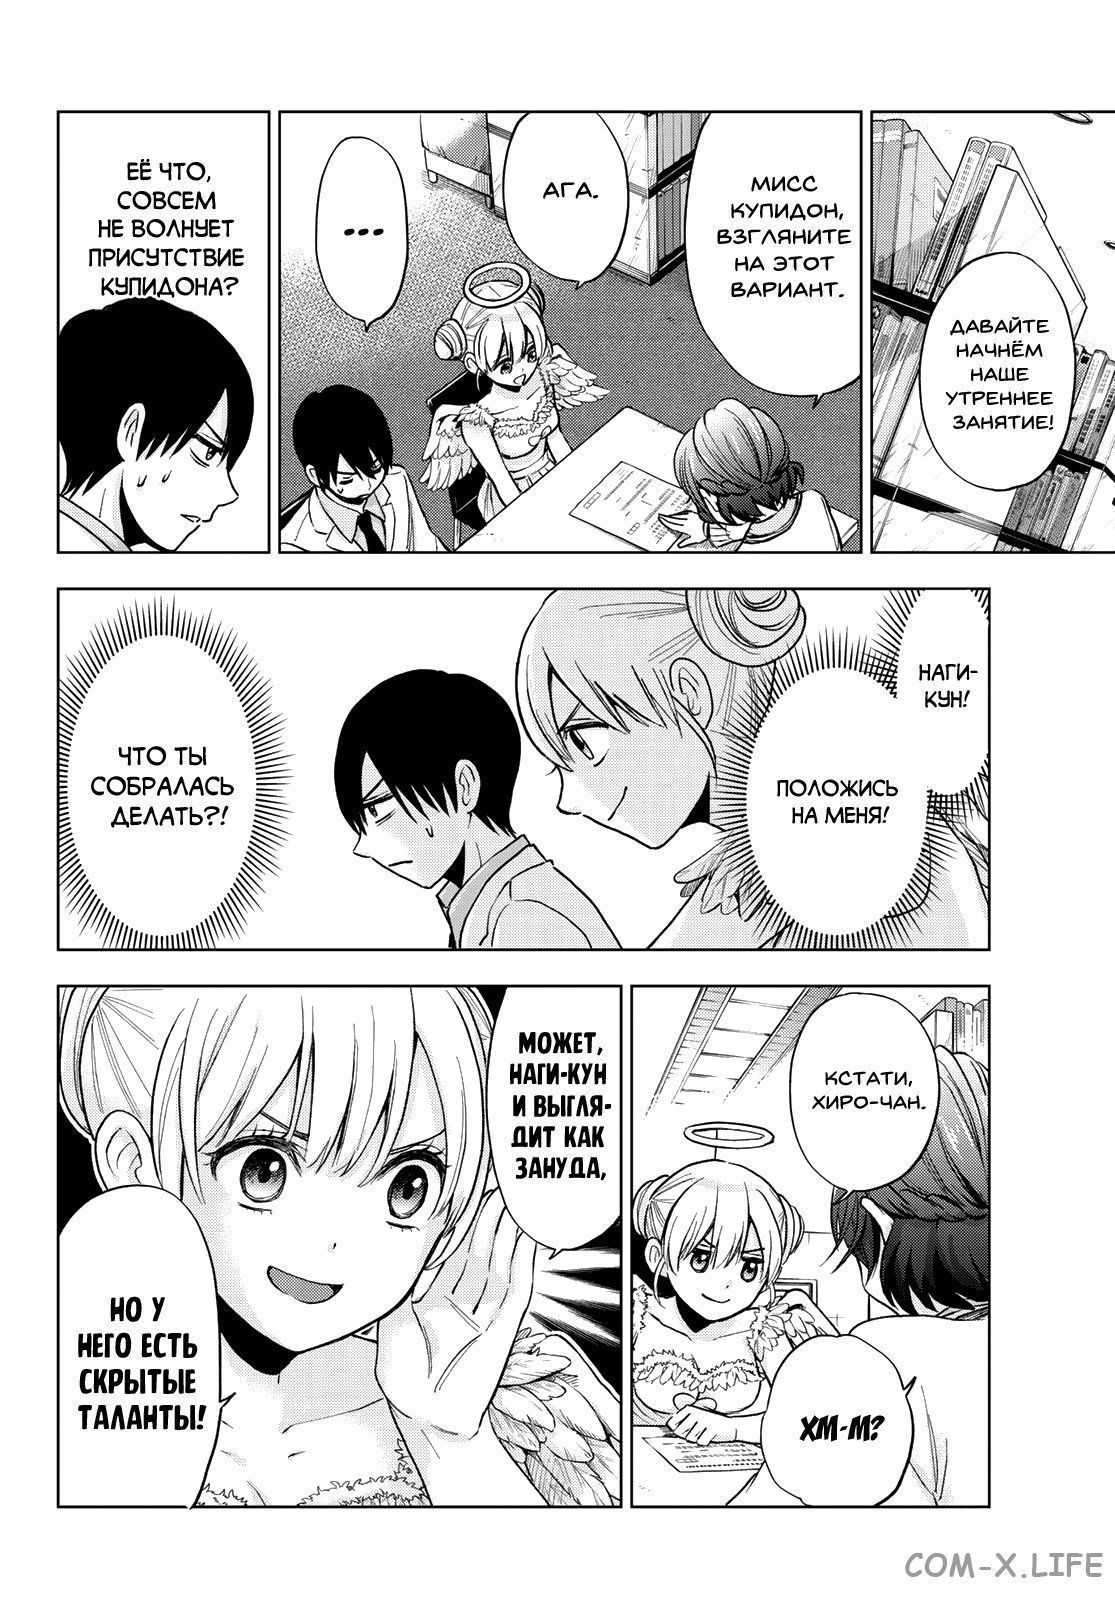 ДАВАЙТЕ
НАЧНЁМ
НАШЕ
УТРЕННЕЕ
ЗАНЯТИЕ!
МИСС
КУПИДОН,
ВЗГЛЯНИТЕ
НА ЭТОТ
ВАРИАНТ.
АГА.
...
ЕЁ ЧТО,
СОВСЕМ
НЕ ВОЛНУЕТ
ПРИСУТСТВИЕ
КУПИДОНА?
НАГИ-
КУН!
ПОЛОЖИСЬ
НА МЕНЯ!
ЧТО ТЫ
СОБРАЛАСЬ
ДЕЛАТЬ?!
КСТАТИ,
ХИРО-ЧАН.
ХМ-М?
МОЖЕТ,
НАГИ-КУН
И ВЫГЛЯ-
ДИТ КАК
ЗАНУДА,
НО У
НЕГО ЕСТЬ
СКРЫТЫЕ
ТАЛАНТЫ!
COM-X.LIFE